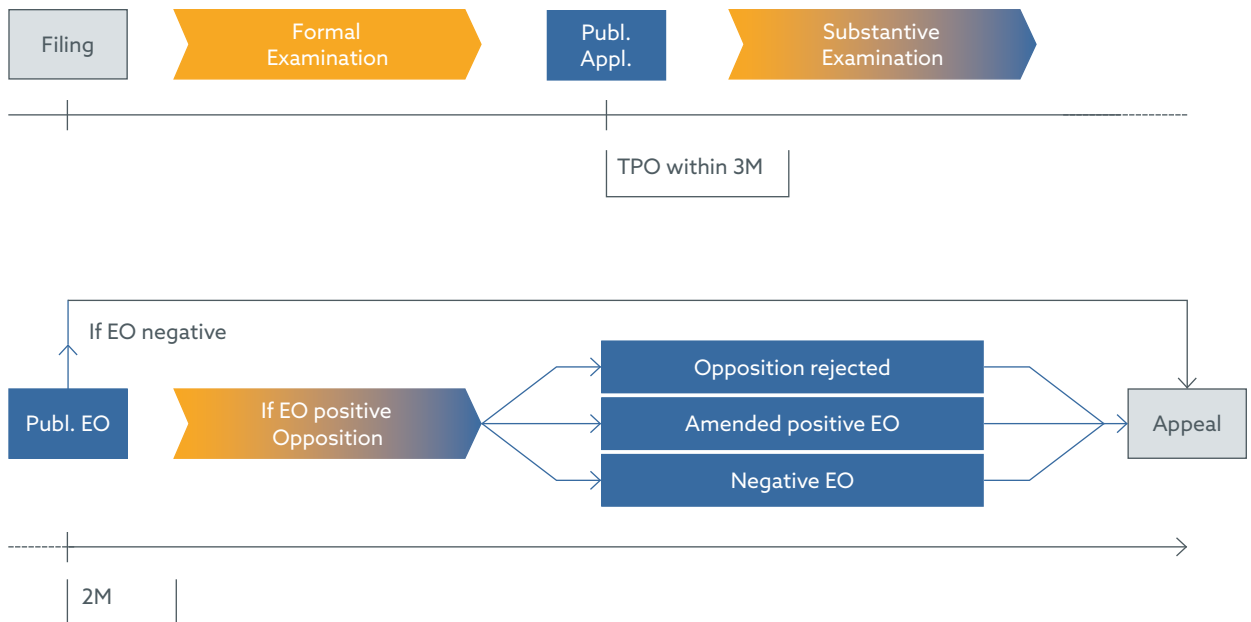 Filing
Formal
Examination
Publ.
Appl.
Substantive
Examination
TPO within 3M
If EO negative
Publ. EO
If EO positive
Opposition
Opposition rejected
Amended positive EO
Negative EO
Appeal
2M